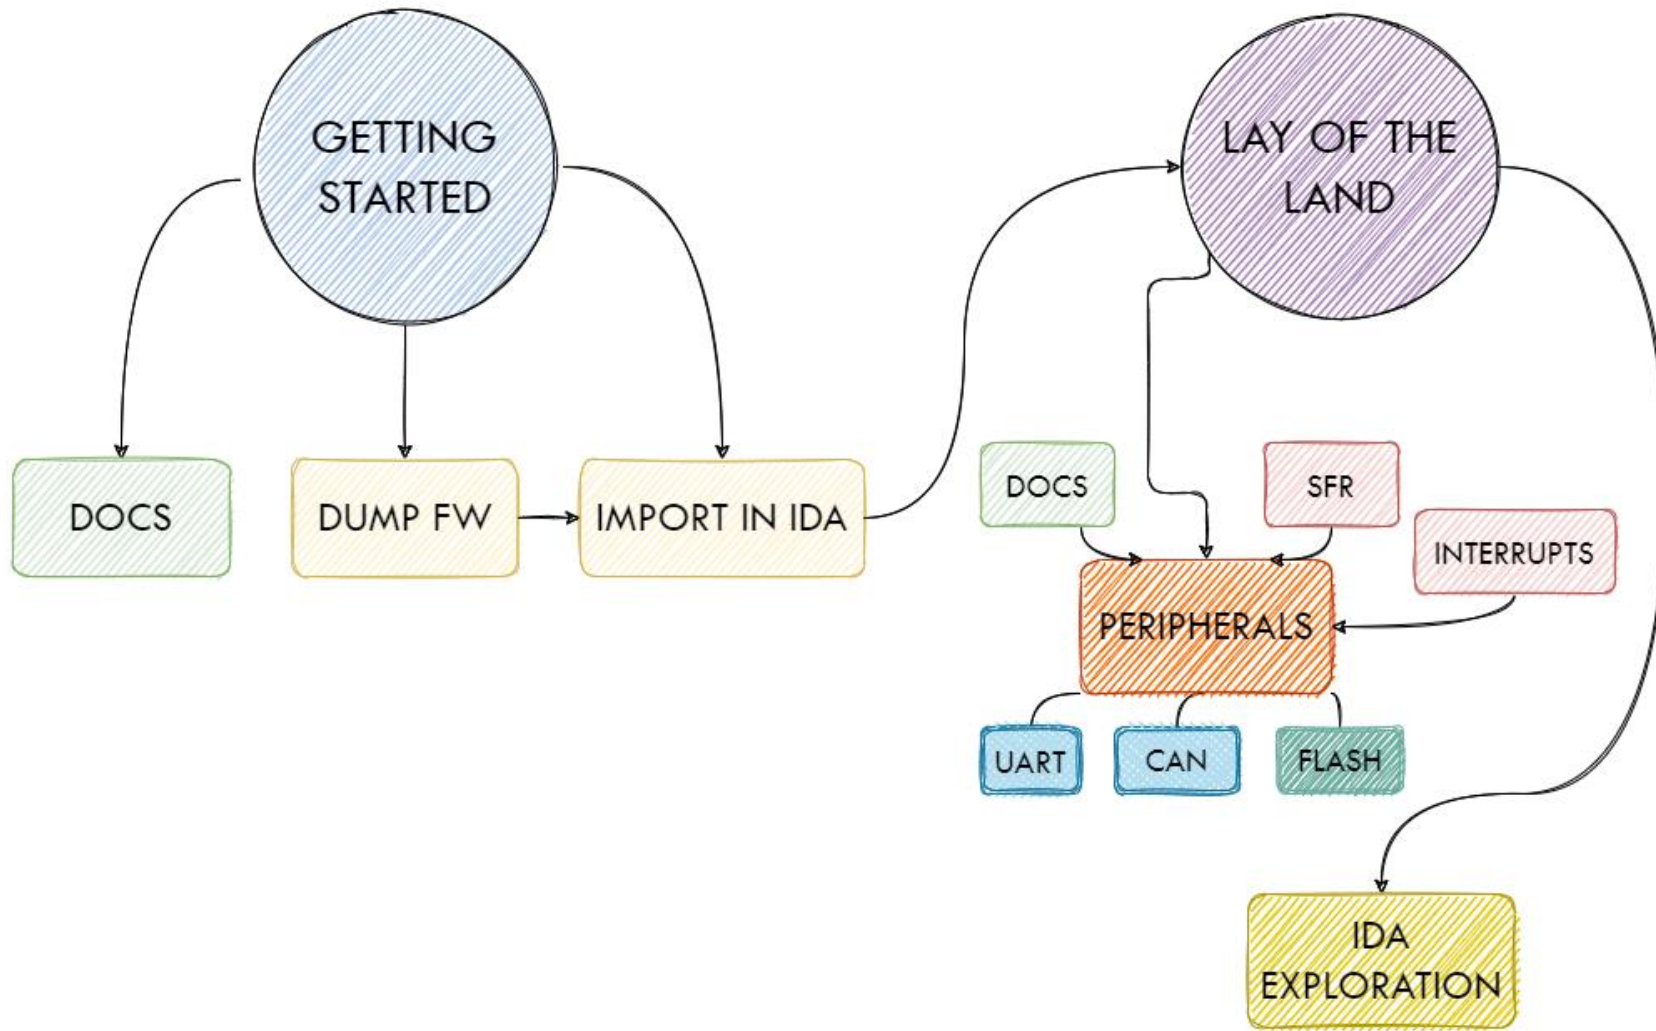 GETTING
STARTED
LAY OF THE
LAND
DOCS
DUMP FW
IMPORT IN IDA
DOCS
SFR
INTERRUPTS
PERIPHERALS
UART
CAN
FLASH
IDA
EXPLORATION